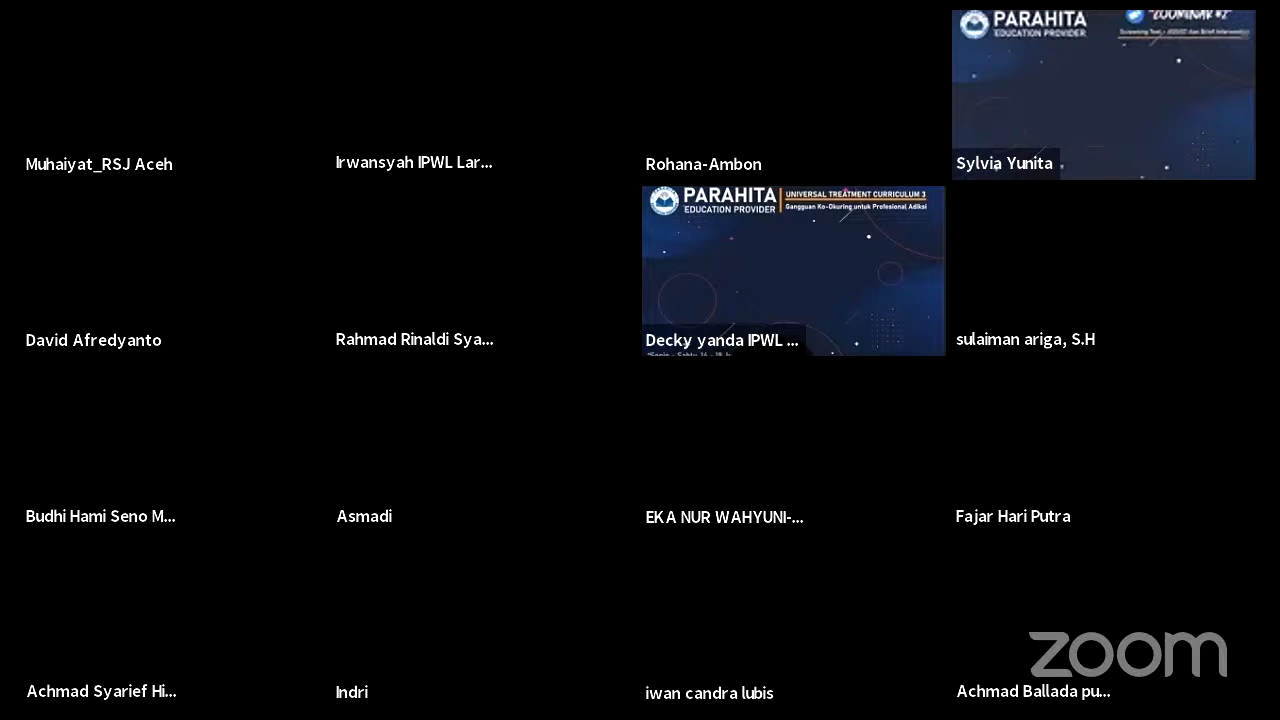 PARAHITA
EDUCATION PROVIDER
"ZOOMINAR #2"
Muhaiyat_RSJ Aceh
Irwansyah IPWL Lar...
Rohana-Ambon
Sylvia Yunita
PARAHITA
EDUCATION PROVIDER
UNIVERSAL TREATMENT CURRICULUM 3
Gangguan Ko-Okuring untuk Profesional Adiksi
David Afredyanto
Rahmad Rinaldi Sya...
Decky yanda IPWL ...
sulaiman ariga, S.H
Budhi Hami Seno M...
Asmadi
EKA NUR WAHYUNI-...
Fajar Hari Putra
zoom
Achmad Syarief Hi...
Indri
iwan candra lubis
Achmad Ballada pu...